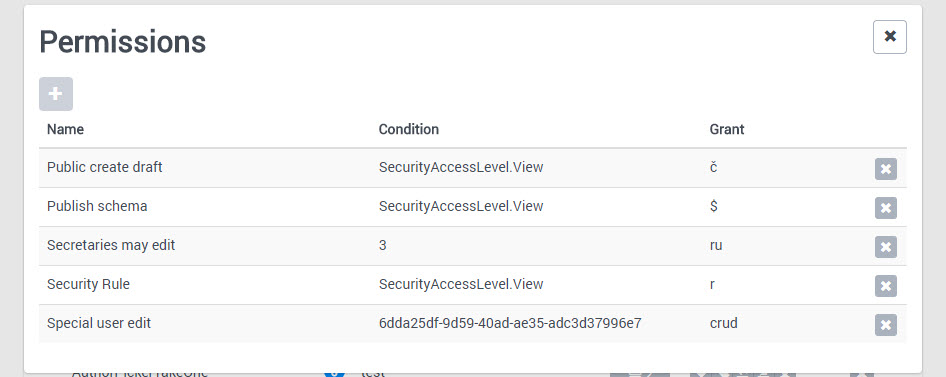 Permissions
Name Condition Grant
Public create draft SecurityAccessLevel.View č
Publish schema SecurityAccessLevel.View $
Secretaries may edit 3 ru
Security Rule SecurityAccessLevel.View r
Special user edit 6dda25df-9d59-40ad-ae35-adc3d37996e7 crud
test